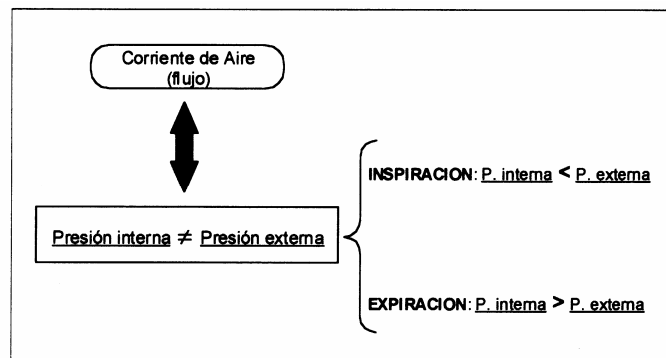 Corriente de Aire
(flujo)
Presión interna ≠ Presión externa
INSPIRACION: P. interna < P. externa
EXPIRACION: P. interna > P. externa